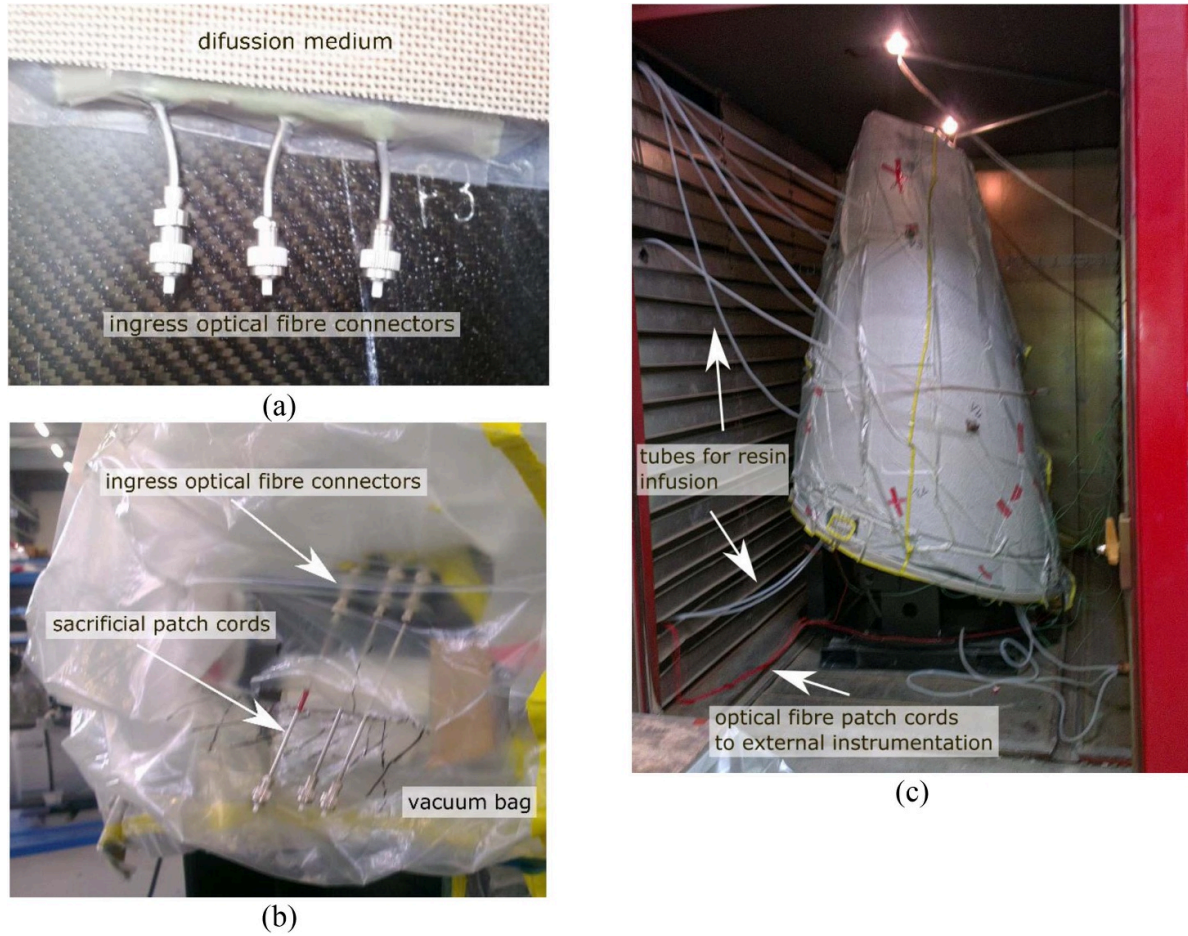 difussion medium
P 3
ingress optical fibre connectors
(a)
ingress optical fibre connectors
sacrificial patch cords
vacuum bag
(b)
tubes for resin
infusion
optical fibre patch cords
to external instrumentation
(c)